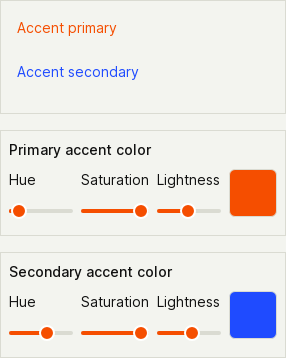 Accent primary
Accent secondary
Primary accent color
Hue Saturation Lightness
Secondary accent color
Hue Saturation Lightness